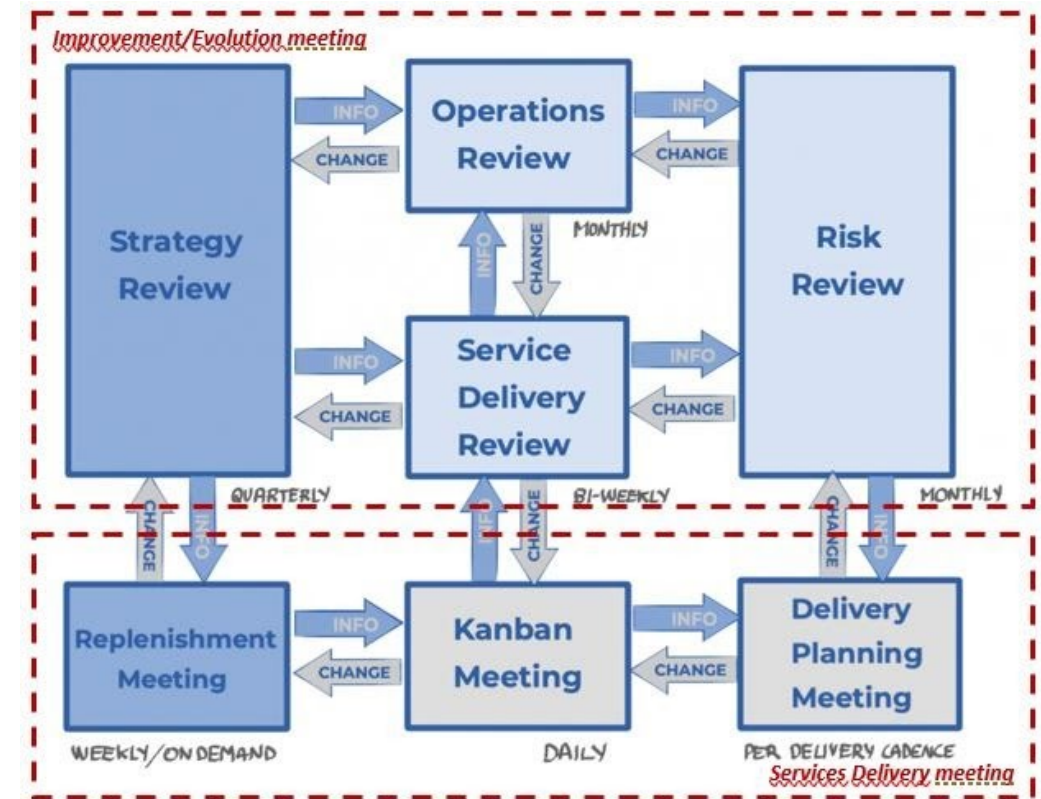 Improvement/Evolution meeting
INFO
Operations
Review
INFO
CHANGE
CHANGE
Strategy
Review
INFO
CHANGE
MONTHLY
Risk
Review
INFO
Service
Delivery
Review
INFO
CHANGE
CHANGE
QUARTERLY
BI-WEEKLY
MONTHLY
CHANGE
INFO
INFO
CHANGE
CHANGE
INFO
Replenishment
Meeting
INFO
CHANGE
Kanban
Meeting
INFO
CHANGE
Delivery
Planning
Meeting
WEEKLY/ON DEMAND
DAILY
PER DELIVERY CADENCE
Services Delivery meeting